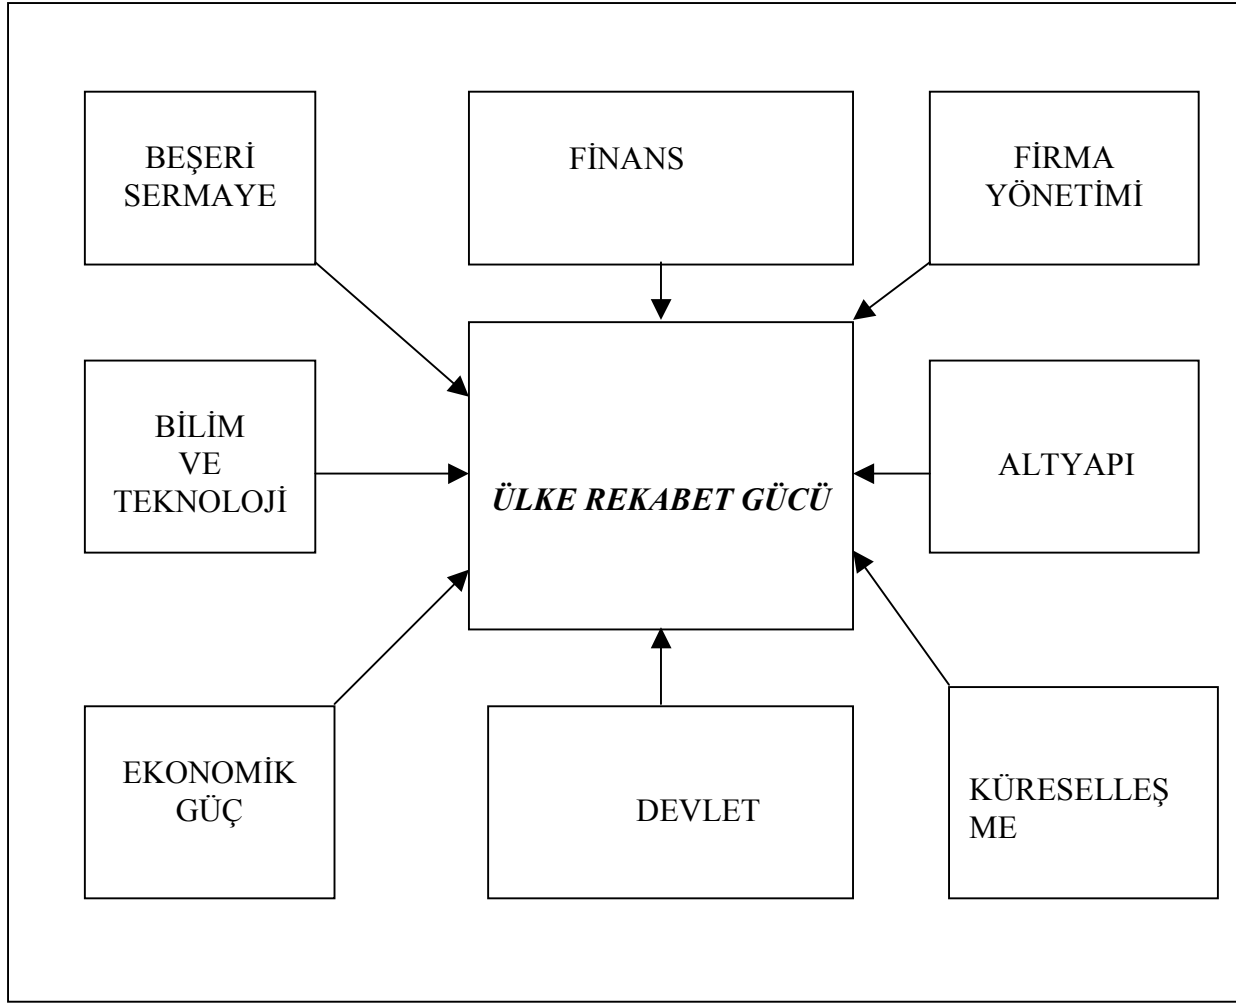 BEŞERİ
SERMAYE
FİNANS
FİRMA
YÖNETİMİ
BİLİM
VE
TEKNOLOJİ
ÜLKE REKABET GÜCÜ
ALTYAPI
EKONOMİK
GÜÇ
DEVLET
KÜRESELLEŞ
ME